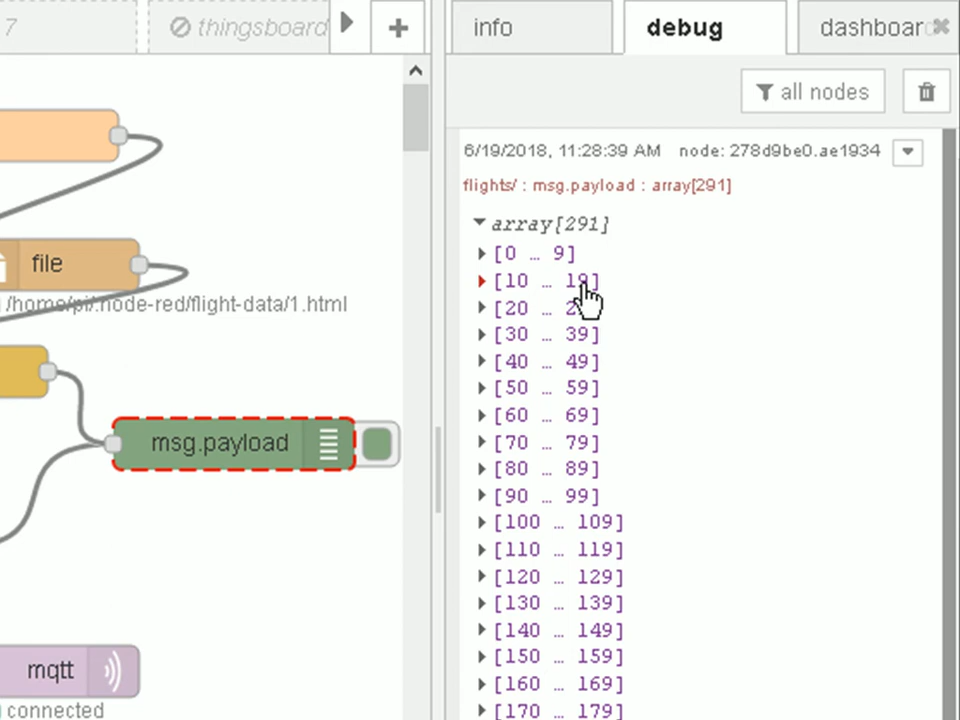 7
thingsboard
info
debug
dashboar
all nodes
6/19/2018, 11:28:39 AM node: 278d9be0.ae1934
flights/ : msg.payload : array[291]
array[291]
[0 … 9]
[10 … 19]
[20 … 2
[30 … 39]
[40 … 49]
[50 … 59]
[60 … 69]
[70 … 79]
[80 … 89]
[90 … 99]
[100 … 109]
[110 … 119]
[120 … 129]
[130 … 139]
[140 … 149]
[150 … 159]
[160 … 169]
[170 … 179]
file
/home/pi/.node-red/flight-data/1.html
msg.payload
mqtt
connected